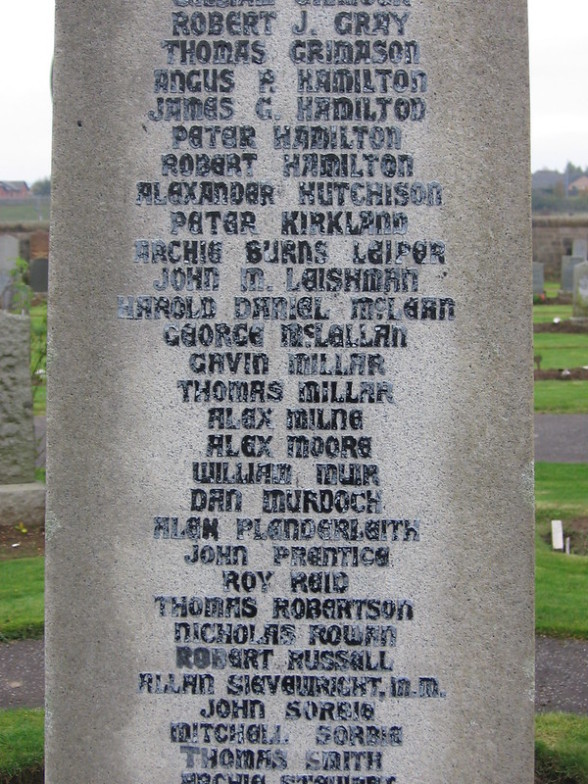 ROBERT J. GRAY
THOMAS GRIMASON
ANGUS P. HAMILTON
JAMES G. HAMILTON
PETER HAMILTON
ROBERT HAMILTON
ALEXANDER HUTCHISON
PETER KIRKLAND
ARCHIE BURNS LEIPER
JOHN M. LEISHMAN
HAROLD DANIEL McLEAN
GEORGE McLELLAN
GAVIN MILLAR
THOMAS MILLAR
ALEX MILNE
ALEX MOORE
WILLIAM MUIR
DAN MURDOCH
ALEX PLENDERLEITH
JOHN PRENTICE
ROY REID
THOMAS ROBERTSON
NICHOLAS ROWAN
ROBERT RUSSELL
ALLAN SIEVEWRIGHT. M.M.
JOHN SORBIE
MITCHELL SORBIE
THOMAS SMITH
ARCHIE STEWART